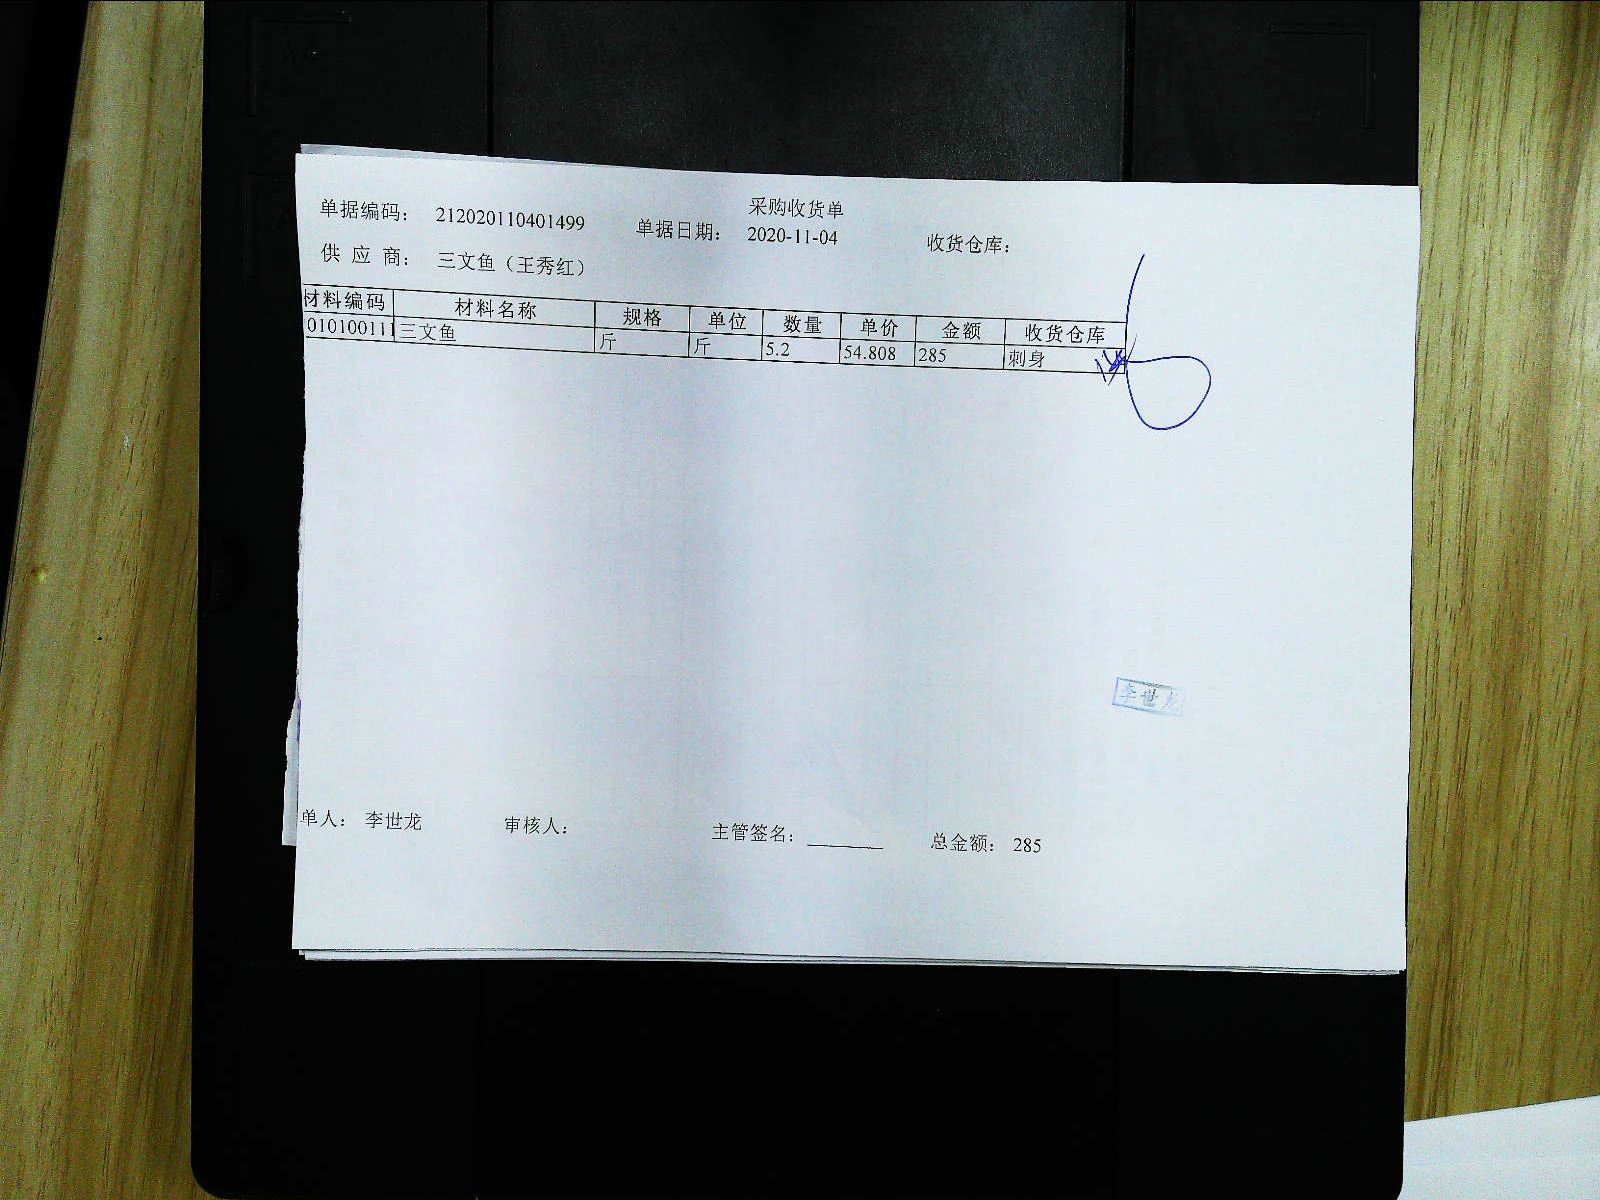 采购收货单
单据编码： 212020110401499 单据日期： 2020-11-04 收货仓库：
供 应 商： 三文鱼（王秀红）
材料编码 材料名称 规格 单位 数量 单价 金额 收货仓库
010100111 三文鱼 斤 斤 5.2 54.808 285 刺身
李世龙
单人： 李世龙 审核人： 主管签名： ________ 总金额： 285